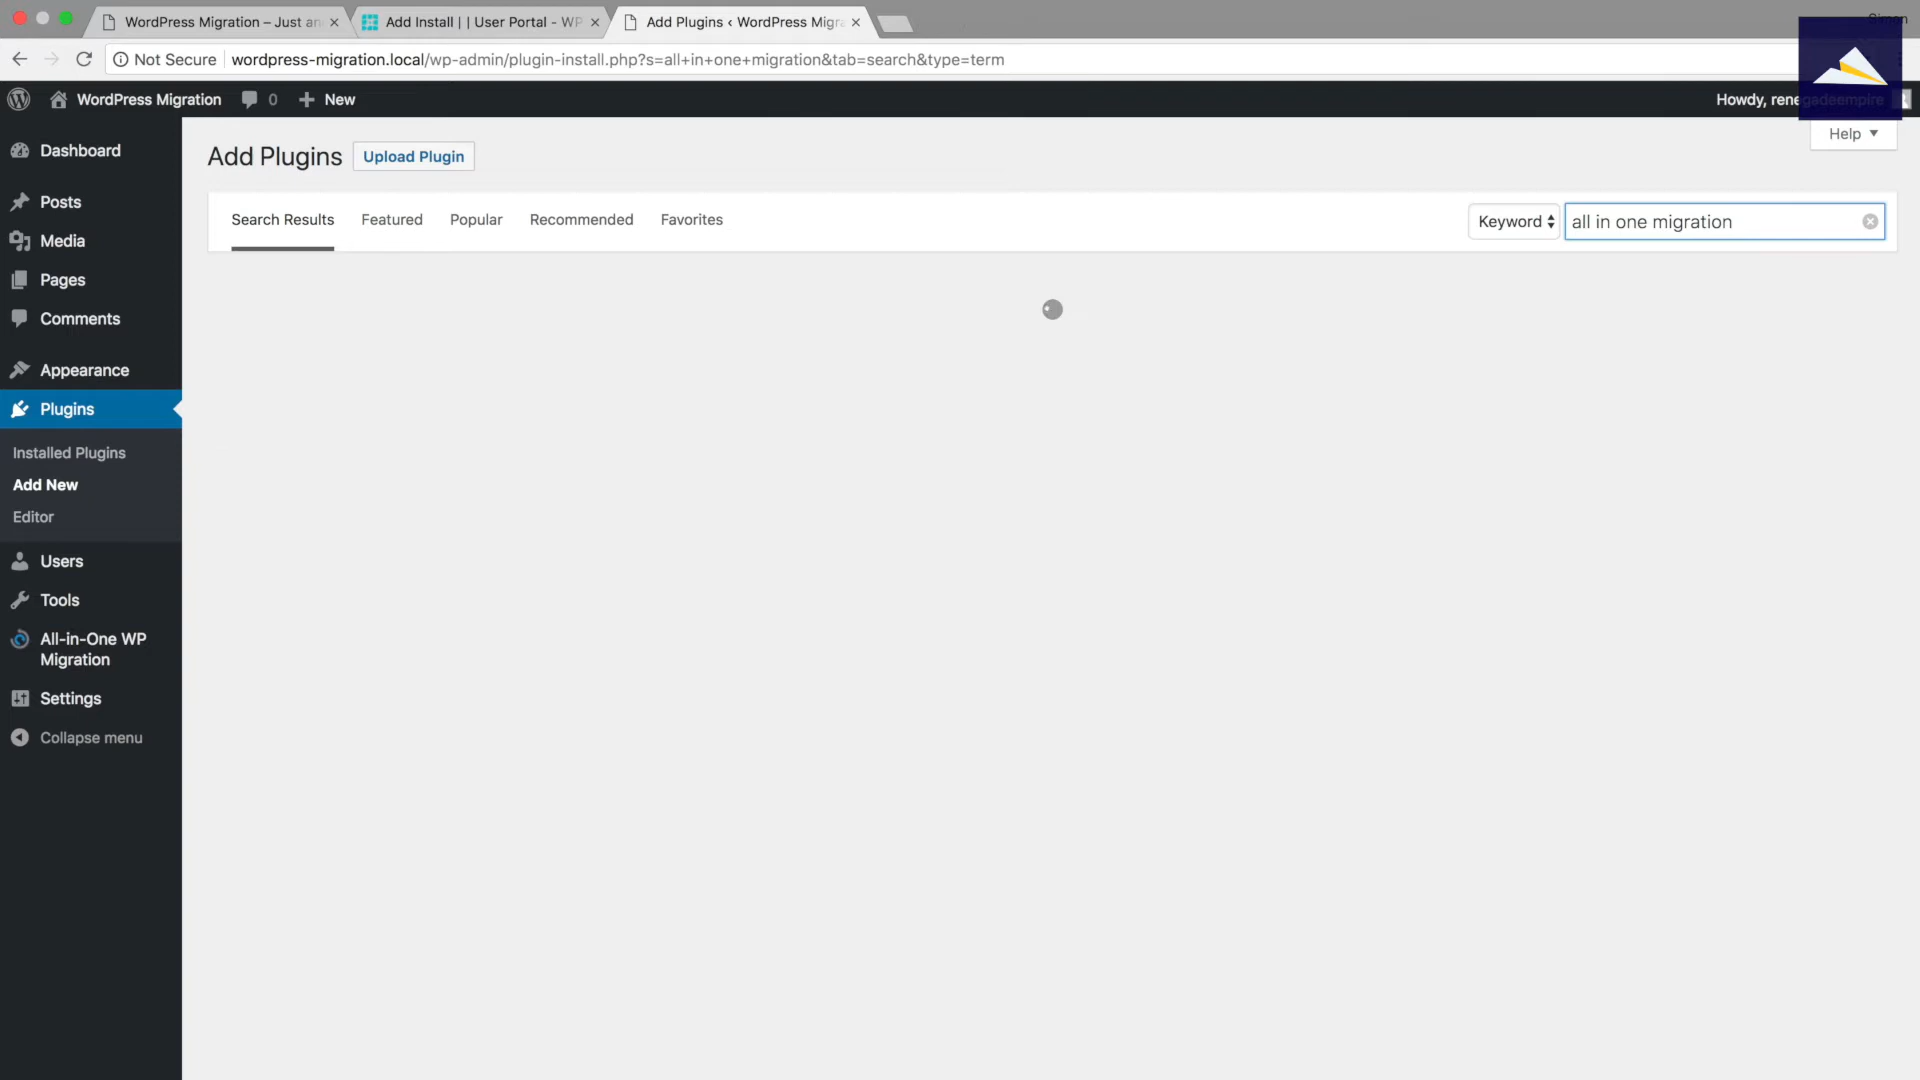 WordPress Migration – Just an
Add Install | | User Portal - WP
Add Plugins ‹ WordPress Migra
Simon
Not Secure
wordpress-migration.local/wp-admin/plugin-install.php?s=all+in+one+migration&tab=search&type=term
WordPress Migration
0
New
Howdy, renegadeempire
Help
Dashboard
Posts
Media
Pages
Comments
Appearance
Plugins
Installed Plugins
Add New
Editor
Users
Tools
All-in-One WP
Migration
Settings
Collapse menu
Add Plugins
Upload Plugin
Search Results
Featured
Popular
Recommended
Favorites
Keyword
all in one migration